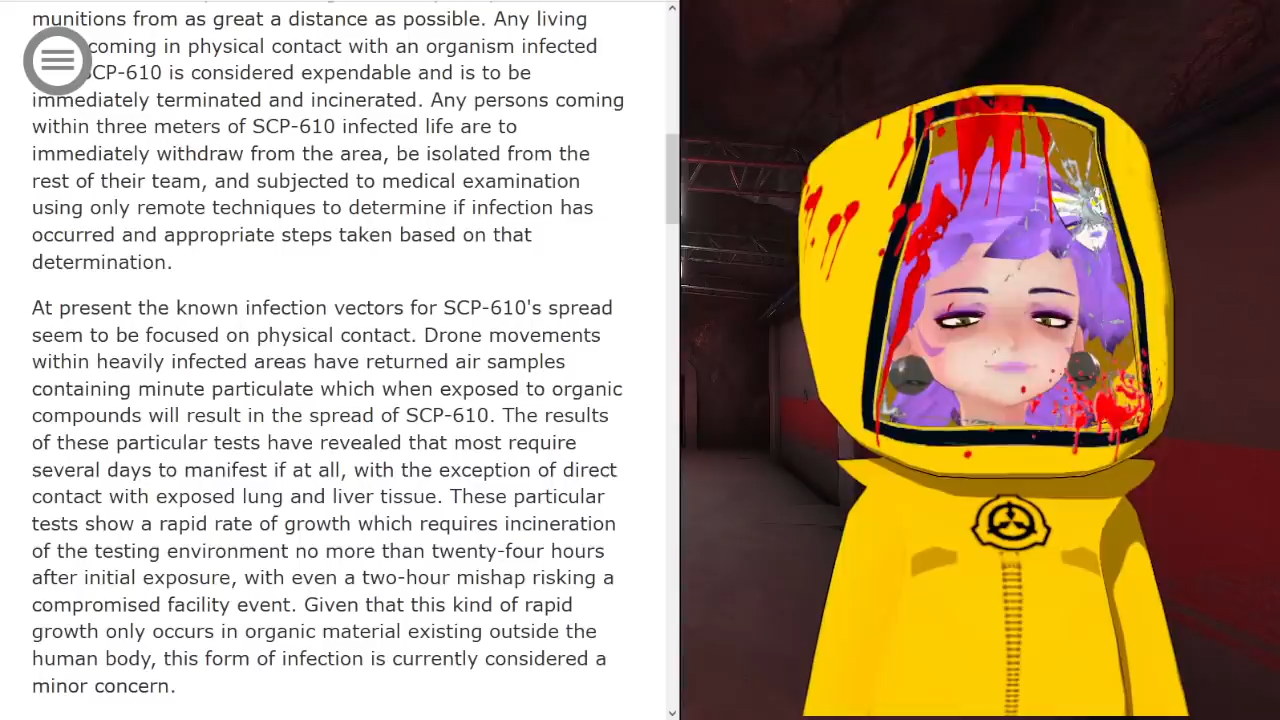 munitions from as great a distance as possible. Any living
coming in physical contact with an organism infected
SCP-610 is considered expendable and is to be
immediately terminated and incinerated. Any persons coming
within three meters of SCP-610 infected life are to
immediately withdraw from the area, be isolated from the
rest of their team, and subjected to medical examination
using only remote techniques to determine if infection has
occurred and appropriate steps taken based on that
determination.
At present the known infection vectors for SCP-610's spread
seem to be focused on physical contact. Drone movements
within heavily infected areas have returned air samples
containing minute particulate which when exposed to organic
compounds will result in the spread of SCP-610. The results
of these particular tests have revealed that most require
several days to manifest if at all, with the exception of direct
contact with exposed lung and liver tissue. These particular
tests show a rapid rate of growth which requires incineration
of the testing environment no more than twenty-four hours
after initial exposure, with even a two-hour mishap risking a
compromised facility event. Given that this kind of rapid
growth only occurs in organic material existing outside the
human body, this form of infection is currently considered a
minor concern.